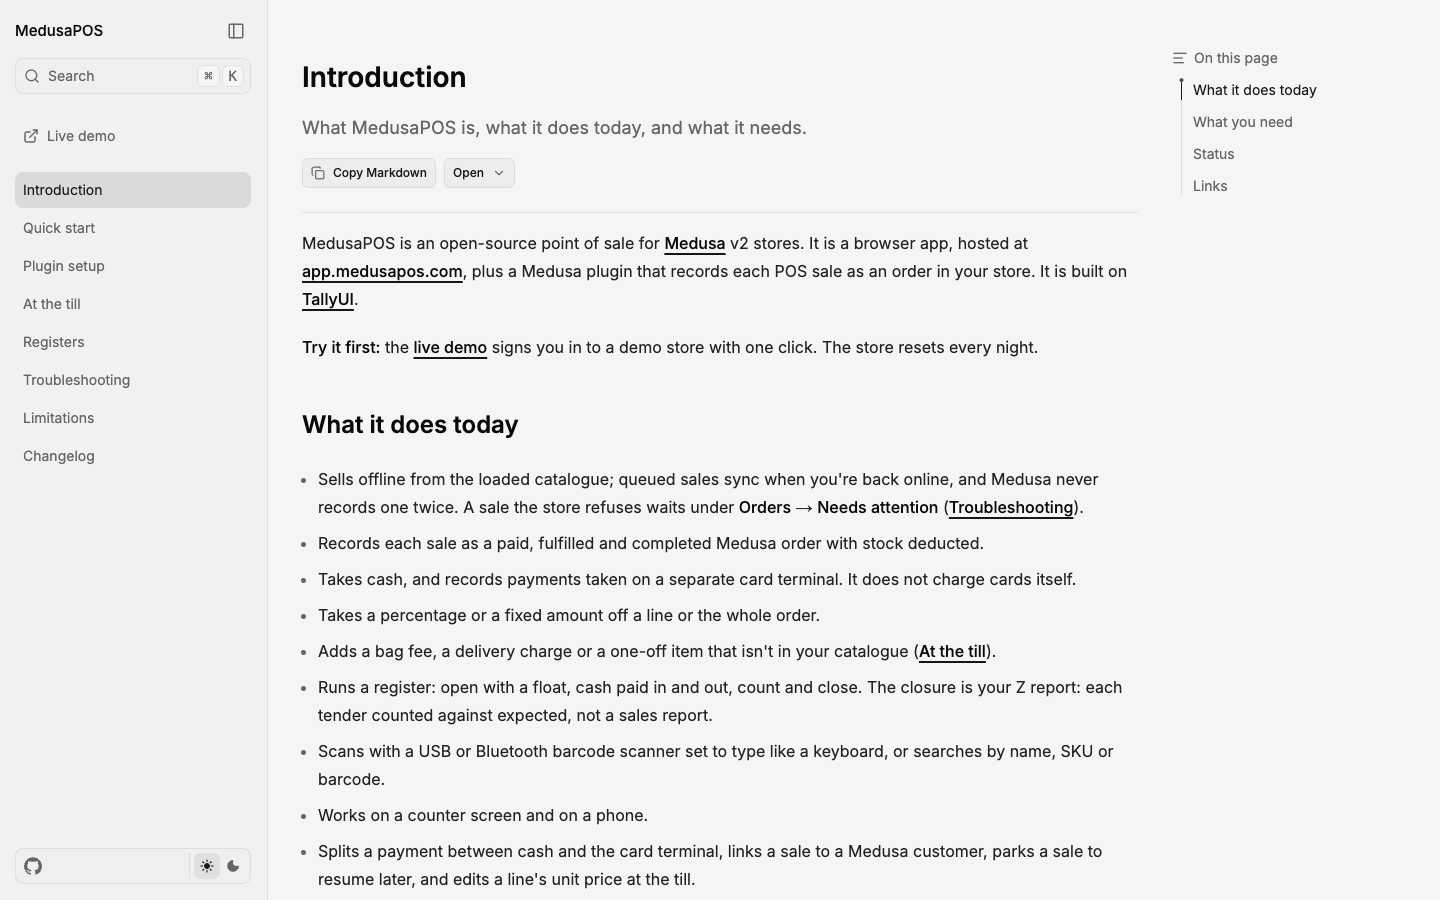 MedusaPOS
Search
⌘ K
Live demo
Introduction
Quick start
Plugin setup
At the till
Registers
Troubleshooting
Limitations
Changelog
Introduction
What MedusaPOS is, what it does today, and what it needs.
Copy Markdown
Open
MedusaPOS is an open-source point of sale for Medusa v2 stores. It is a browser app, hosted at
app.medusapos.com, plus a Medusa plugin that records each POS sale as an order in your store. It is built on
TallyUI.
Try it first: the live demo signs you in to a demo store with one click. The store resets every night.
What it does today
• Sells offline from the loaded catalogue; queued sales sync when you're back online, and Medusa never
records one twice. A sale the store refuses waits under Orders → Needs attention (Troubleshooting).
• Records each sale as a paid, fulfilled and completed Medusa order with stock deducted.
• Takes cash, and records payments taken on a separate card terminal. It does not charge cards itself.
• Takes a percentage or a fixed amount off a line or the whole order.
• Adds a bag fee, a delivery charge or a one-off item that isn't in your catalogue (At the till).
• Runs a register: open with a float, cash paid in and out, count and close. The closure is your Z report: each
tender counted against expected, not a sales report.
• Scans with a USB or Bluetooth barcode scanner set to type like a keyboard, or searches by name, SKU or
barcode.
• Works on a counter screen and on a phone.
• Splits a payment between cash and the card terminal, links a sale to a Medusa customer, parks a sale to
resume later, and edits a line's unit price at the till.
On this page
What it does today
What you need
Status
Links